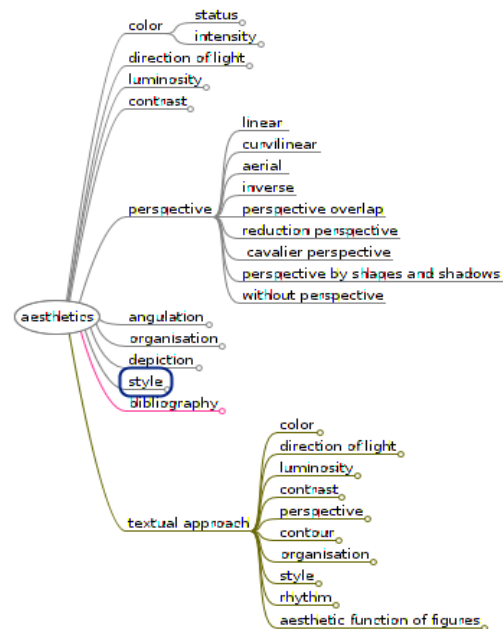 status
color
intensity
direction of light
luminosity
contrast
linear
curvilinear
aerial
inverse
perspective
perspective overlap
reduction perspective
cavalier perspective
perspective by shapes and shadows
without perspective
aesthetics
angulation
organisation
depiction
style
bibliography
color
direction of light
luminosity
contrast
perspective
textual approach
contour
organisation
style
rhythm
aesthetic function of figures